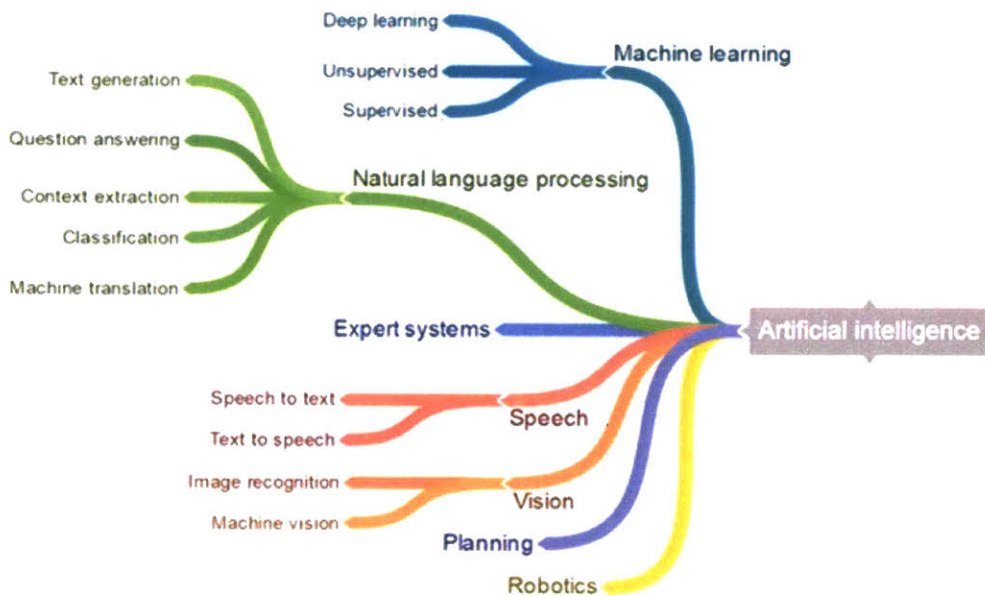 Deep learning
Machine learning
Unsupervised
Supervised
Text generation
Question answering
Natural language processing
Context extraction
Classification
Machine translation
Expert systems
Artificial intelligence
Speech to text
Speech
Text to speech
Image recognition
Vision
Machine vision
Planning
Robotics